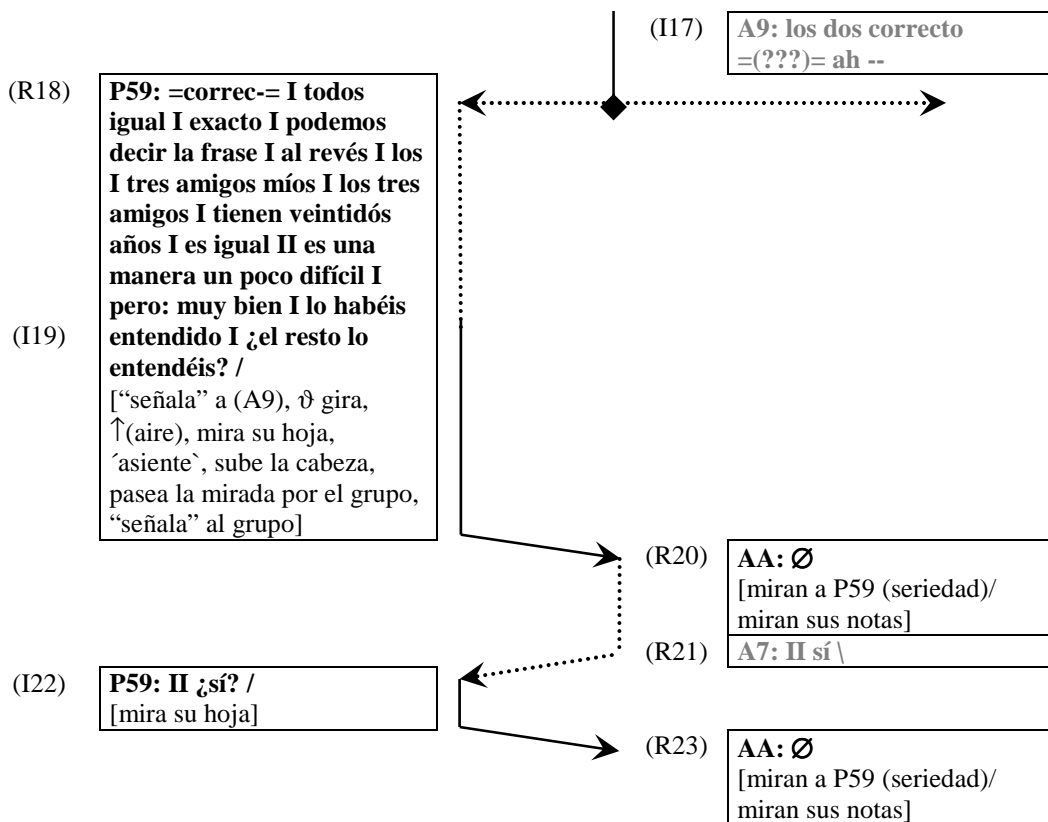 (I17)
A9: los dos correcto
=(???)= ah --
(R18)
P59: =correc-= I todos
igual I exacto I podemos
decir la frase I al revés I los
I tres amigos míos I los tres
amigos I tienen veintidós
años I es igual II es una
manera un poco difícil I
pero: muy bien I lo habéis
(I19)
entendido I ¿el resto lo
entendéis? /
[“señala” a (A9), ϑ gira,
↑(aire), mira su hoja,
´asiente`, sube la cabeza,
pasea la mirada por el grupo,
“señala” al grupo]
(R20)
AA: Ø
[miran a P59 (seriedad)/
miran sus notas]
(R21)
A7: II sí \
(I22)
P59: II ¿sí? /
[mira su hoja]
(R23)
AA: Ø
[miran a P59 (seriedad)/
miran sus notas]